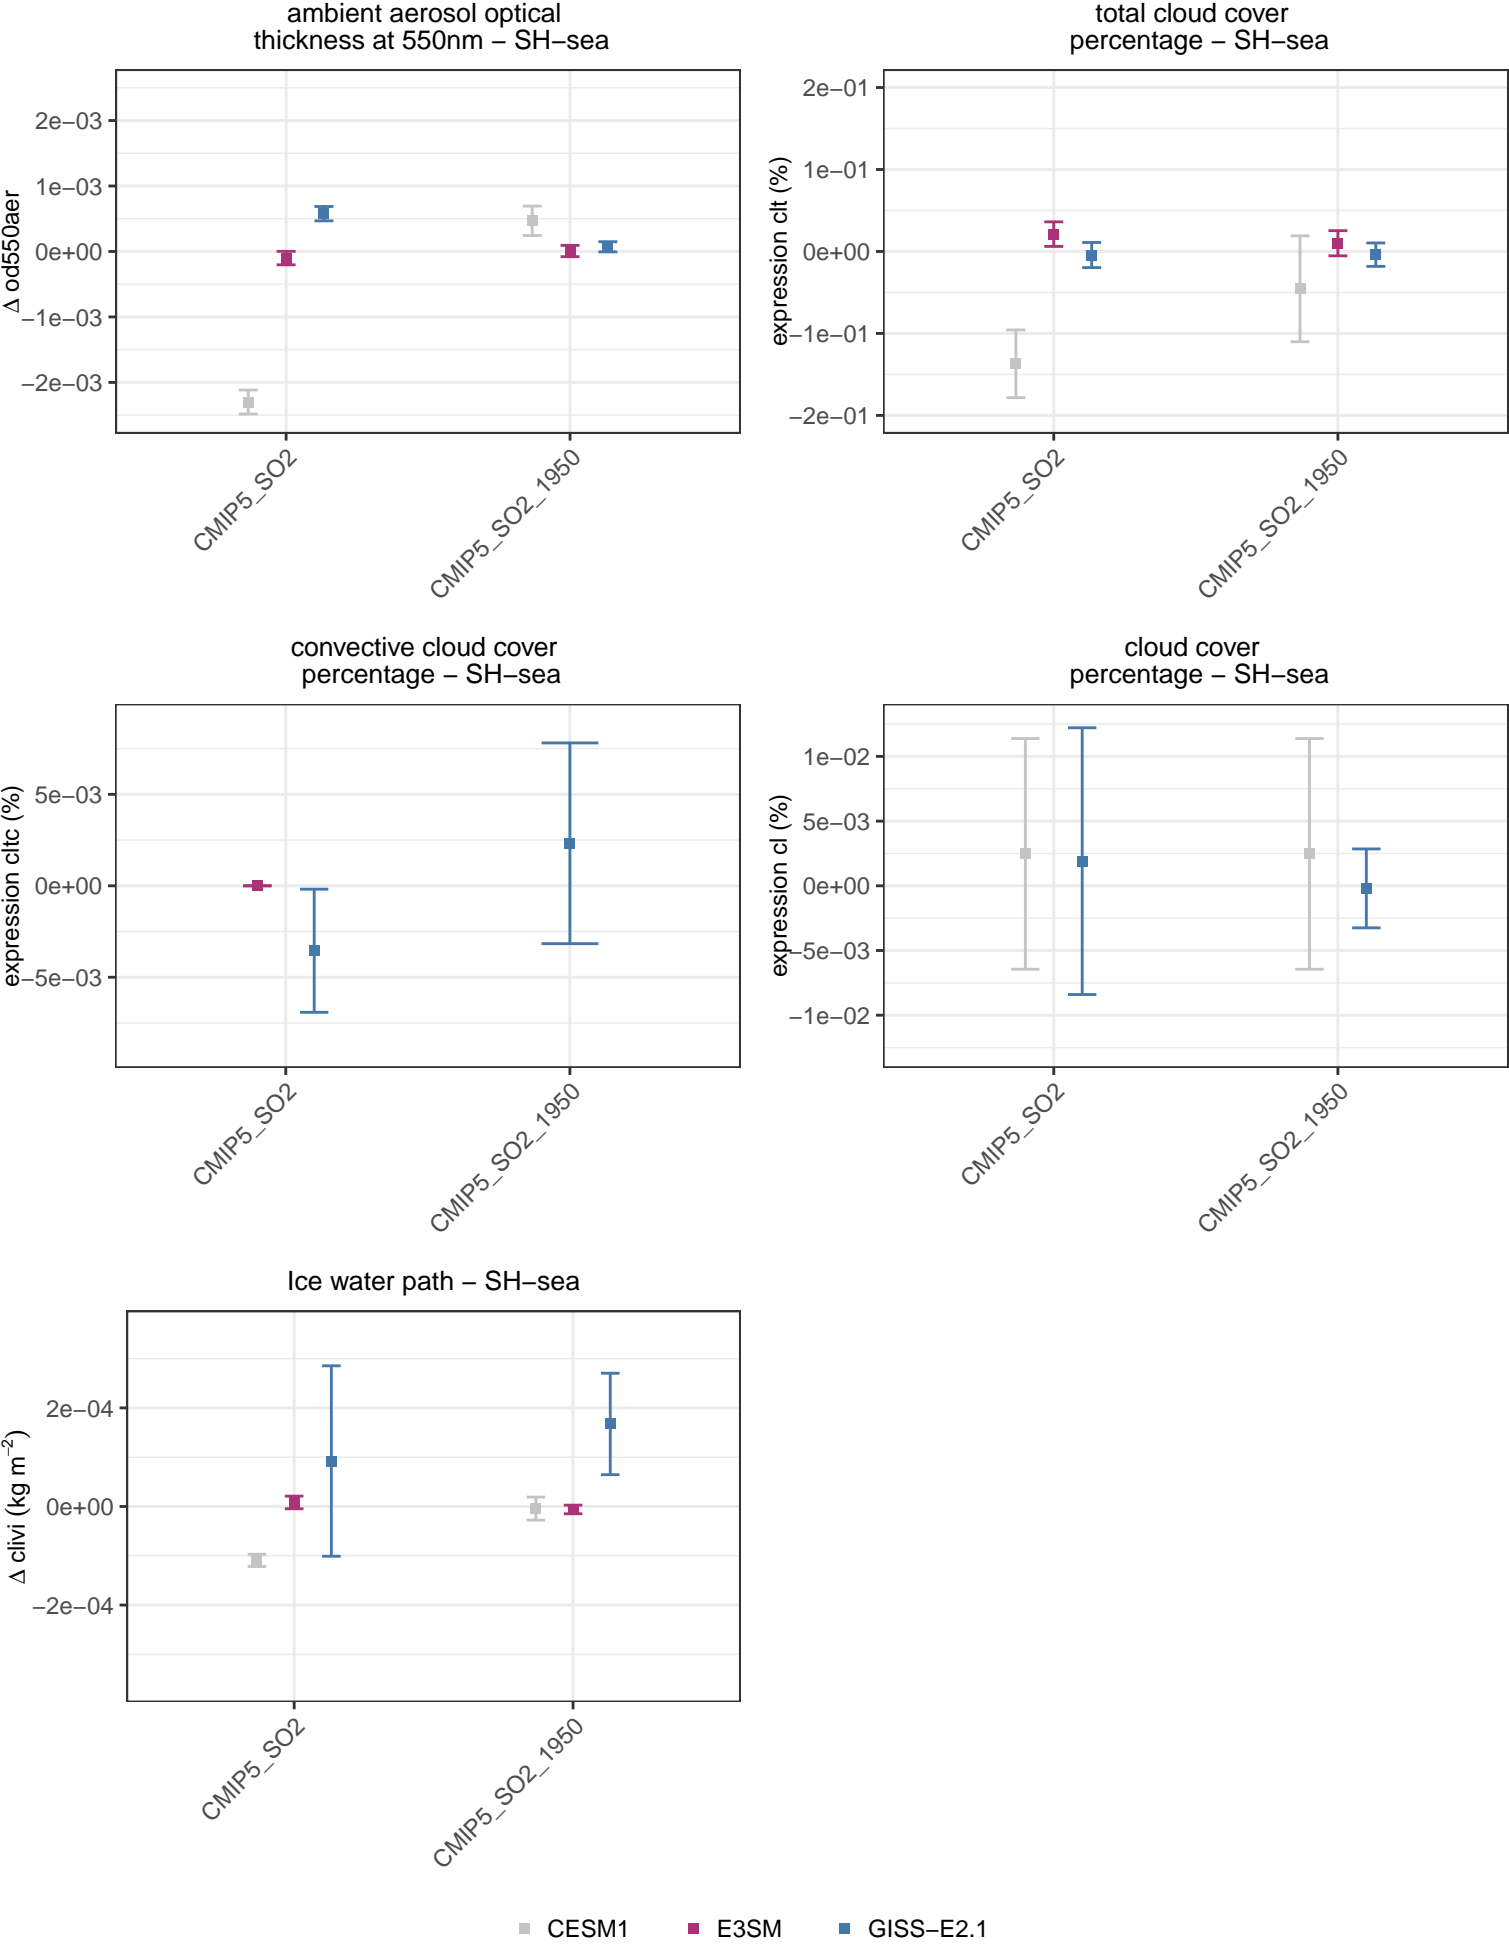 ambient aerosol optical
thickness at 550nm − SH−sea
Δ od550aer
2e−03
1e−03
0e+00
−1e−03
−2e−03
CMIP5_SO2
CMIP5_SO2_1950
total cloud cover
percentage − SH−sea
expression clt (%)
2e−01
1e−01
0e+00
−1e−01
−2e−01
CMIP5_SO2
CMIP5_SO2_1950
convective cloud cover
percentage − SH−sea
expression cltc (%)
5e−03
0e+00
−5e−03
CMIP5_SO2
CMIP5_SO2_1950
cloud cover
percentage − SH−sea
expression cl (%)
1e−02
5e−03
0e+00
−5e−03
−1e−02
CMIP5_SO2
CMIP5_SO2_1950
Ice water path − SH−sea
Δ clivi (kg m⁻²)
2e−04
0e+00
−2e−04
CMIP5_SO2
CMIP5_SO2_1950
CESM1
E3SM
GISS−E2.1